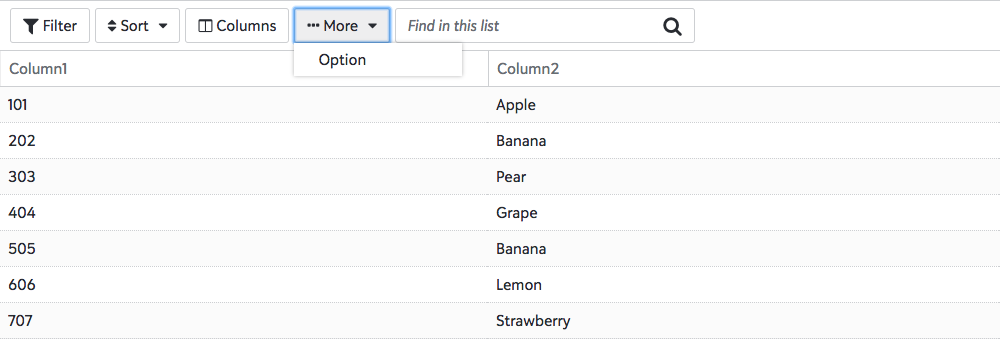 Filter Sort Columns More Find in this list
Option
Column1 Column2
101 Apple
202 Banana
303 Pear
404 Grape
505 Banana
606 Lemon
707 Strawberry